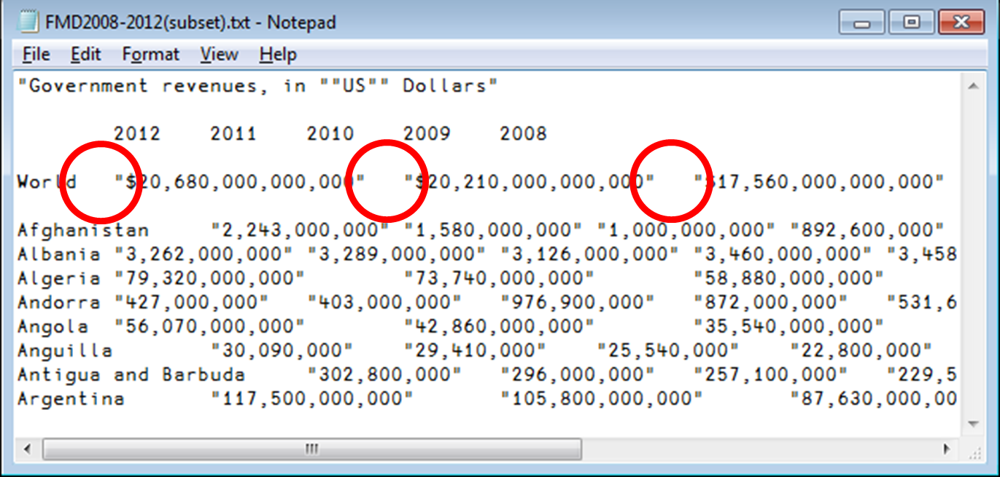 FMD2008-2012(subset).txt - Notepad
File Edit Format View Help
"Government revenues, in ""US"" Dollars"
2012 2011 2010 2009 2008
World "$20,680,000,000,000" "$20,210,000,000,000" "$17,560,000,000,000"
Afghanistan "2,243,000,000" "1,580,000,000" "1,000,000,000" "892,600,000"
Albania "3,262,000,000" "3,289,000,000" "3,126,000,000" "3,460,000,000" "3,458
Algeria "79,320,000,000" "73,740,000,000" "58,880,000,000"
Andorra "427,000,000" "403,000,000" "976,900,000" "872,000,000" "531,6
Angola "56,070,000,000" "42,860,000,000" "35,540,000,000"
Anguilla "30,090,000" "29,410,000" "25,540,000" "22,800,000"
Antigua and Barbuda "302,800,000" "296,000,000" "257,100,000" "229,5
Argentina "117,500,000,000" "105,800,000,000" "87,630,000,00